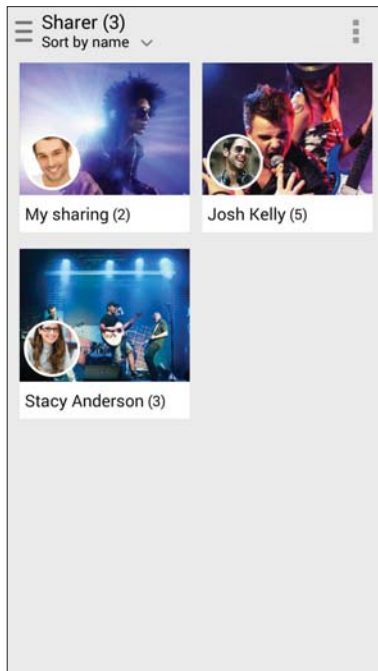 Sharer (3)
Sort by name
My sharing (2)
Josh Kelly (5)
Stacy Anderson (3)